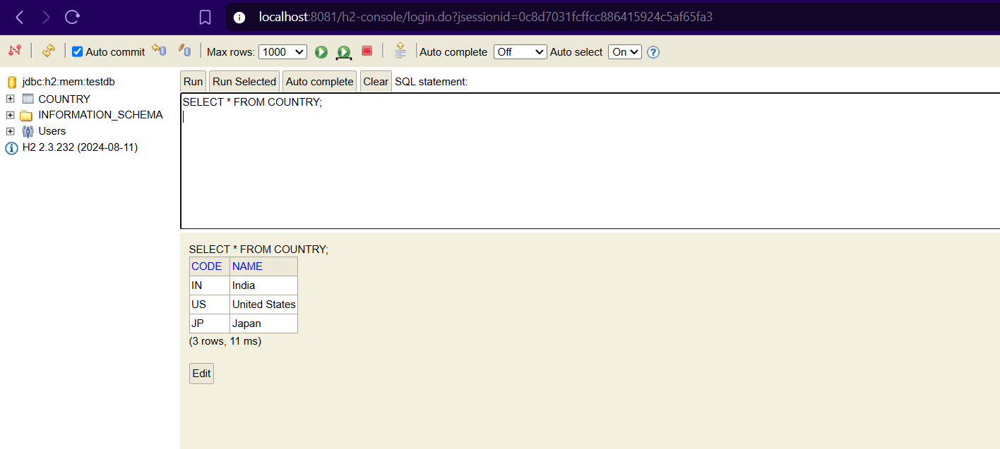 localhost:8081/h2-console/login.do?jsessionid=0c8d7031fcffcc886415924c5af65fa3
Auto commit Max rows: 1000 Auto complete Off Auto select On ?
jdbc:h2:mem:testdb
COUNTRY
INFORMATION_SCHEMA
Users
H2 2.3.232 (2024-08-11)
Run Run Selected Auto complete Clear SQL statement:
SELECT * FROM COUNTRY;
SELECT * FROM COUNTRY;
CODE NAME
IN India
US United States
JP Japan
(3 rows, 11 ms)
Edit